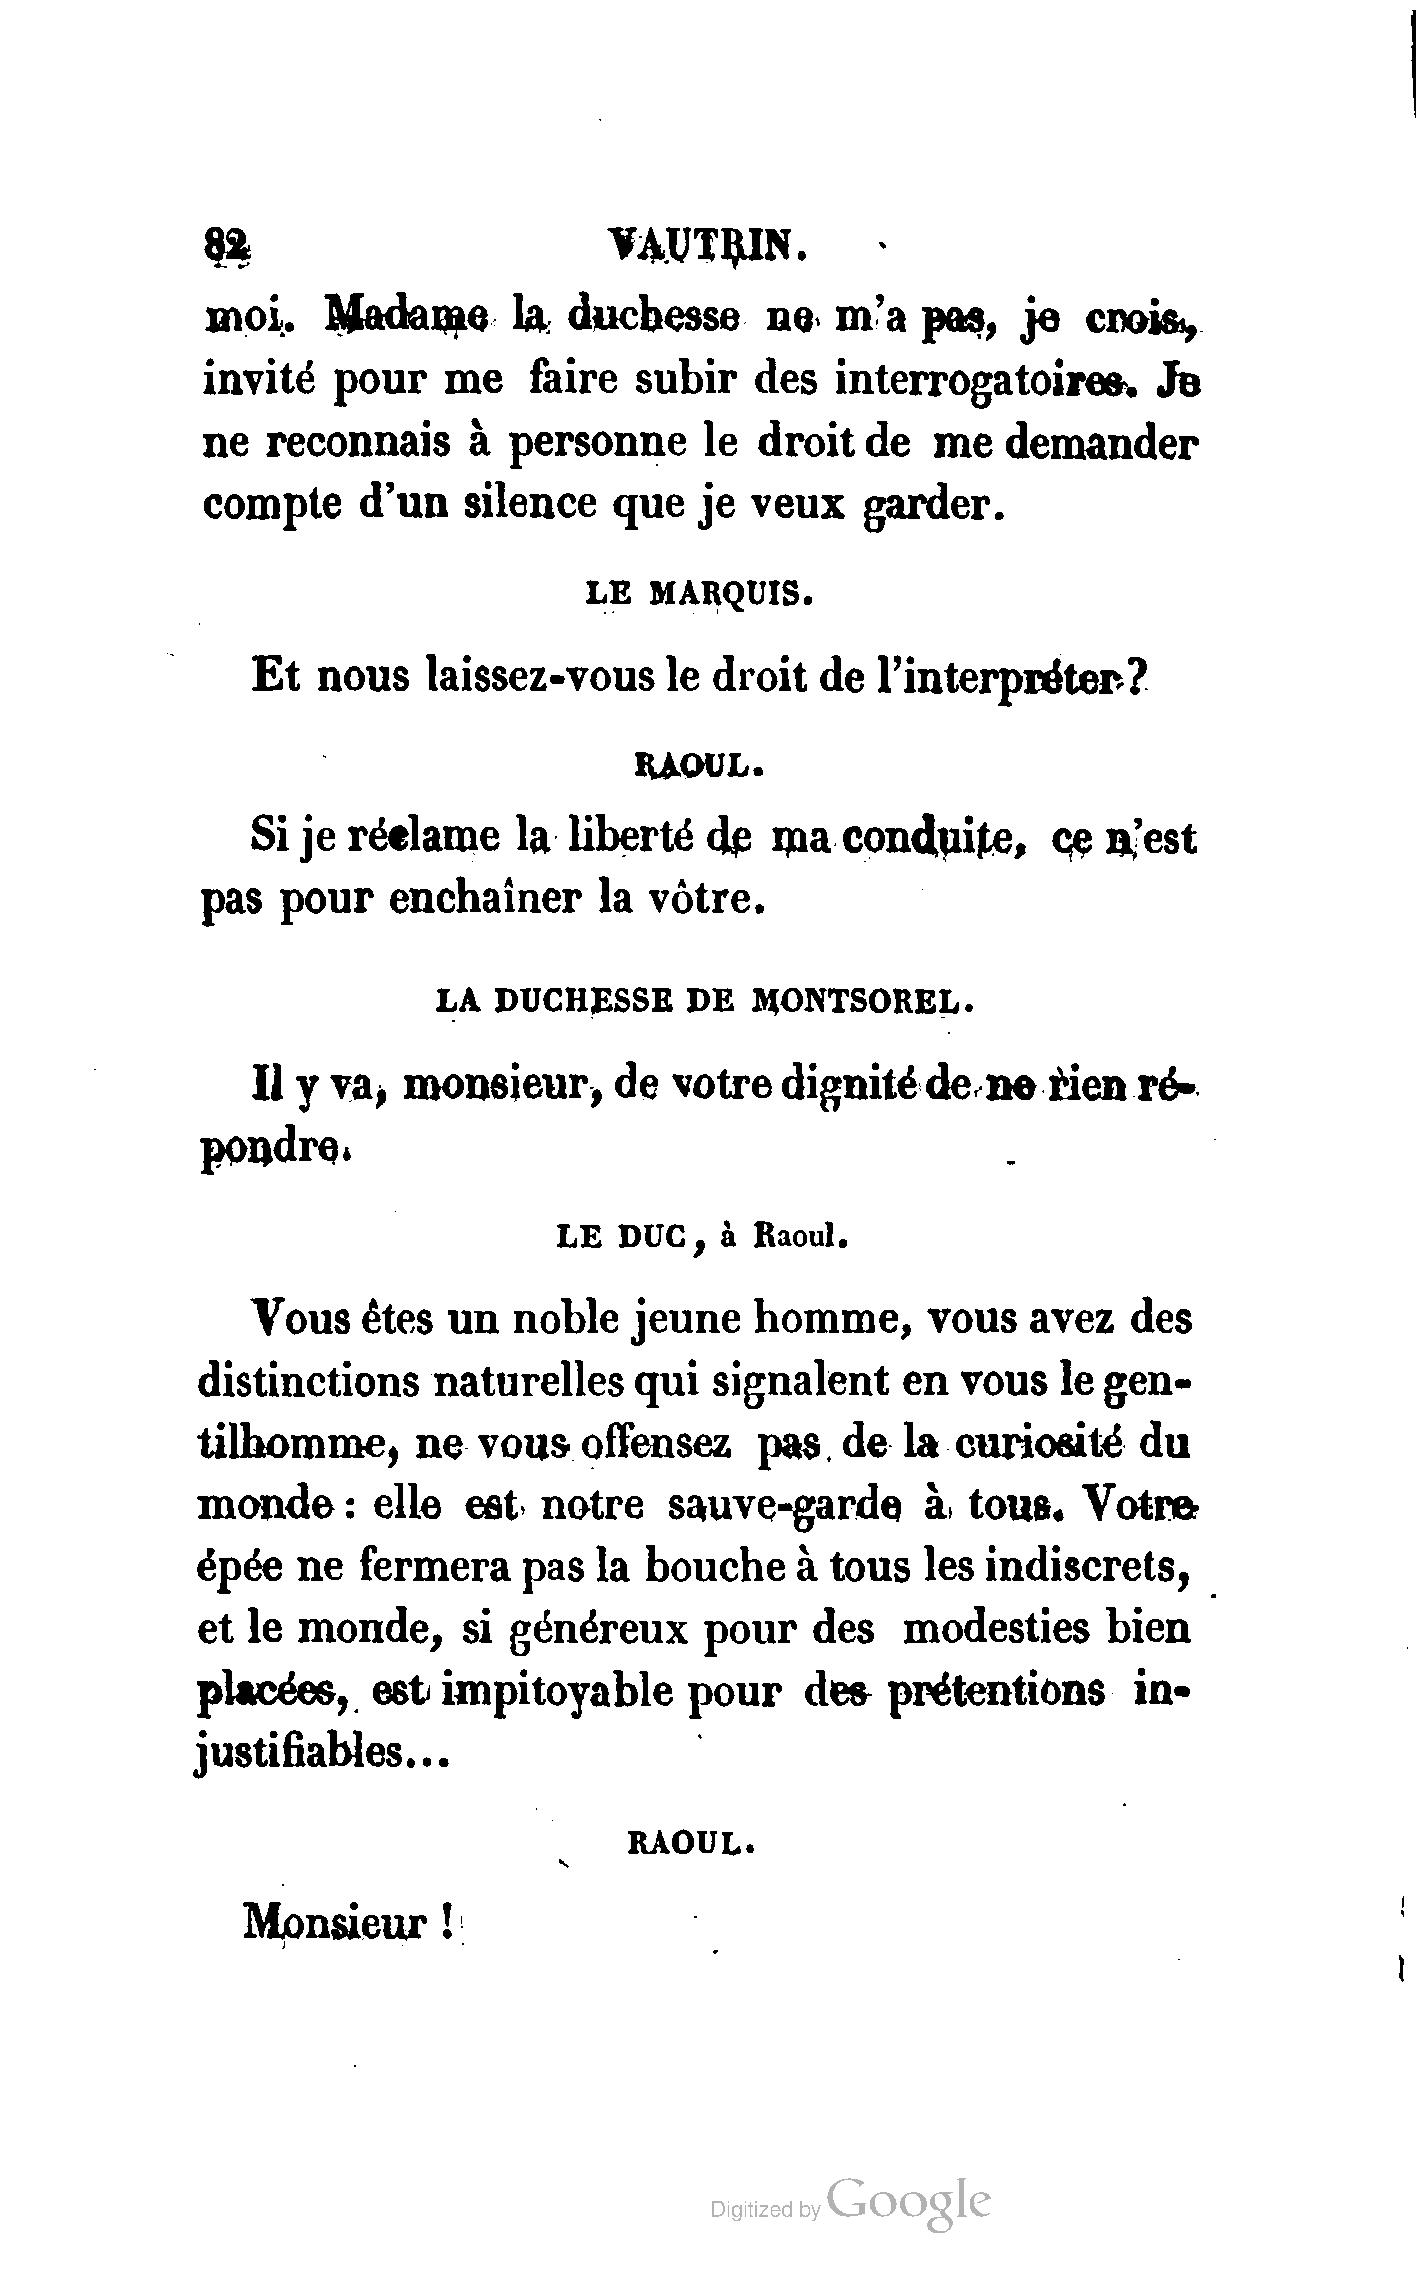 82 VAUTRIN.
moi. Madame la duchesse ne m'a pas, je crois,
invité pour me faire subir des interrogatoires. Je
ne reconnais à personne le droit de me demander
compte d'un silence que je veux garder.
LE MARQUIS.
Et nous laissez-vous le droit de l'interpréter?
RAOUL.
Si je réclame la liberté de ma conduite, ce n'est
pas pour enchaîner la vôtre.
LA DUCHESSE DE MONTSOREL.
Il y va, monsieur, de votre dignité de ne rien ré-
pondre.
LE DUC, à Raoul.
Vous êtes un noble jeune homme, vous avez des
distinctions naturelles qui signalent en vous le gen-
tilhomme, ne vous offensez pas de la curiosité du
monde : elle est notre sauve-garde à tous. Votre
épée ne fermera pas la bouche à tous les indiscrets,
et le monde, si généreux pour des modesties bien
placées, est impitoyable pour des prétentions in-
justifiables...
RAOUL.
Monsieur !
Digitized by Google